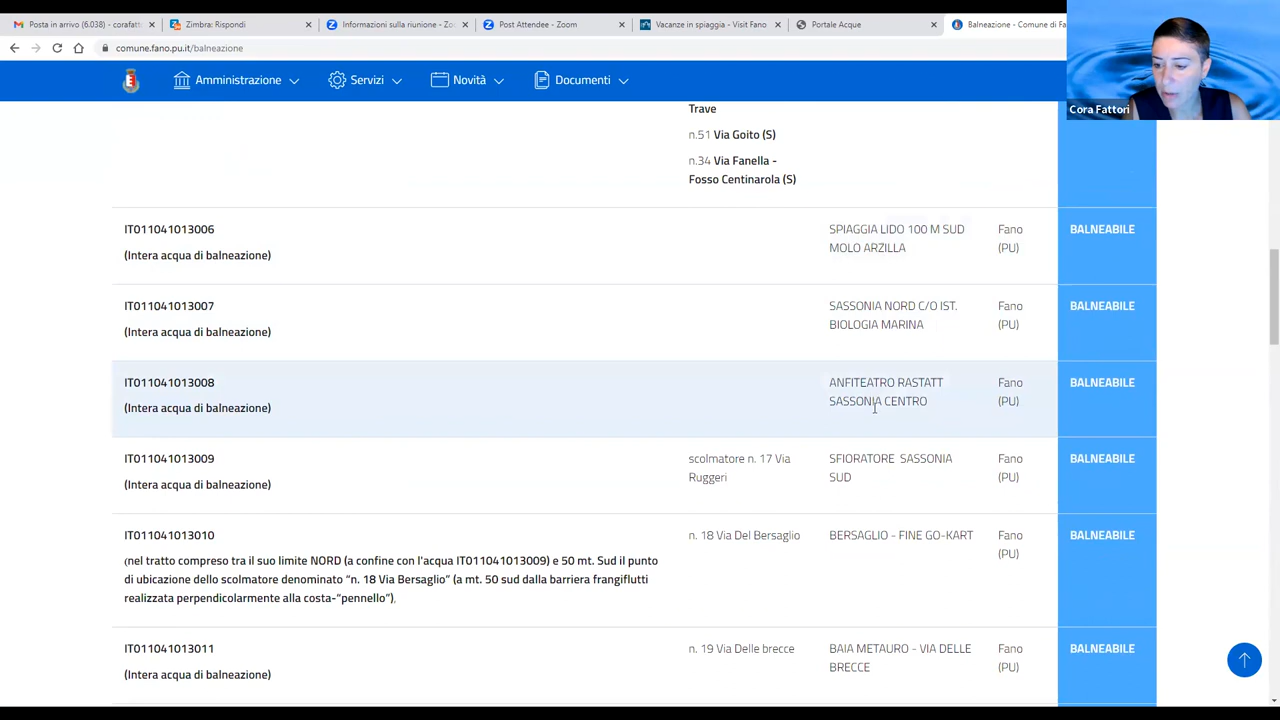 Posta in arrivo (6.038) - corafatt
Zimbra: Rispondi
Informazioni sulla riunione - Zo
Post Attendee - Zoom
Vacanze in spiaggia - Visit Fano
Portale Acque
Balneazione - Comune di Fa
comune.fano.pu.it/balneazione
Amministrazione
Servizi
Novità
Documenti
Cora Fattori
Trave
n.51 Via Goito (S)
n.34 Via Fanella -
Fosso Centinarola (S)
IT011041013006
(Intera acqua di balneazione)
SPIAGGIA LIDO 100 M SUD
MOLO ARZILLA
Fano
(PU)
BALNEABILE
IT011041013007
(Intera acqua di balneazione)
SASSONIA NORD C/O IST.
BIOLOGIA MARINA
Fano
(PU)
BALNEABILE
IT011041013008
(Intera acqua di balneazione)
ANFITEATRO RASTATT
SASSONIA CENTRO
Fano
(PU)
BALNEABILE
IT011041013009
(Intera acqua di balneazione)
scolmatore n. 17 Via
Ruggeri
SFIORATORE SASSONIA
SUD
Fano
(PU)
BALNEABILE
IT011041013010
(nel tratto compreso tra il suo limite NORD (a confine con l'acqua IT011041013009) e 50 mt. Sud il punto
di ubicazione dello scolmatore denominato “n. 18 Via Bersaglio” (a mt. 50 sud dalla barriera frangiflutti
realizzata perpendicolarmente alla costa-“pennello”).
n. 18 Via Del Bersaglio
BERSAGLIO - FINE GO-KART
Fano
(PU)
BALNEABILE
IT011041013011
(Intera acqua di balneazione)
n. 19 Via Delle brecce
BAIA METAURO - VIA DELLE
BRECCE
Fano
(PU)
BALNEABILE